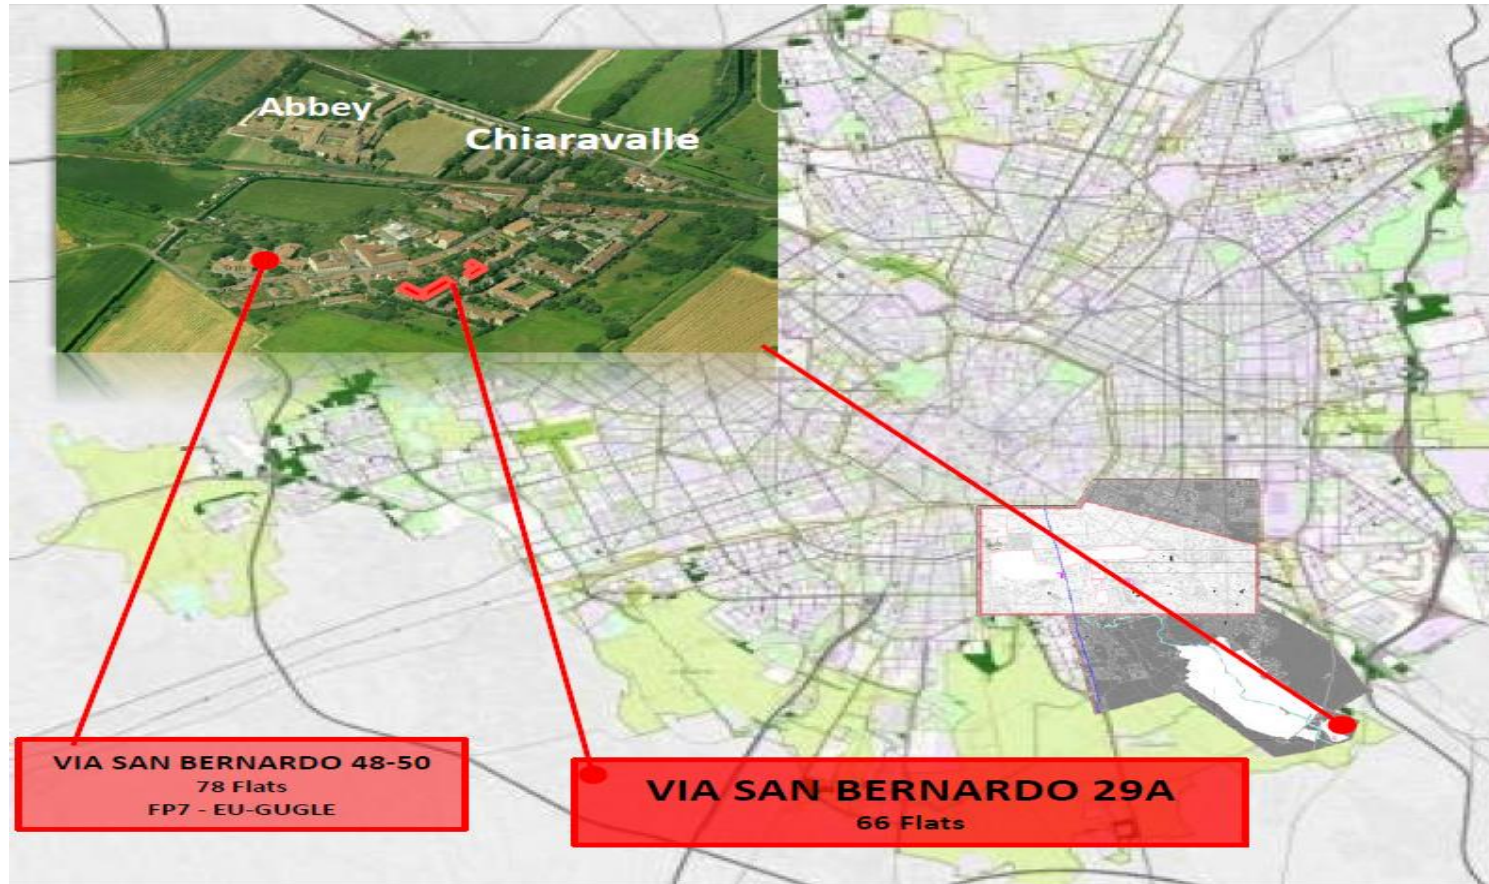 Abbey
Chiaravalle
VIA SAN BERNARDO 48-50
78 Flats
FP7 - EU-GUGLE
VIA SAN BERNARDO 29A
66 Flats